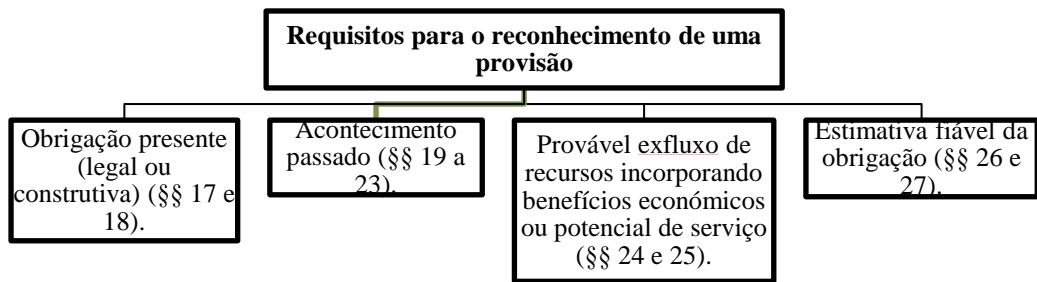 Requisitos para o reconhecimento de uma
provisão
Obrigação presente
(legal ou
construtiva) (§§ 17 e
18).
Acontecimento
passado (§§ 19 a
23).
Provável exfluxo de
recursos incorporando
benefícios económicos
ou potencial de serviço
(§§ 24 e 25).
Estimativa fiável da
obrigação (§§ 26 e
27).